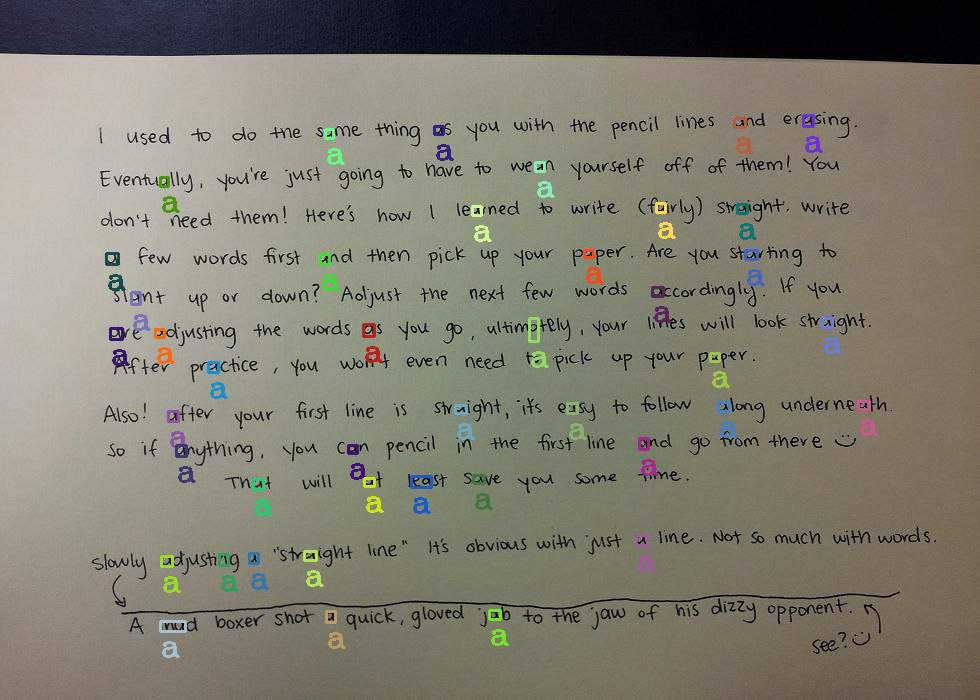 I used to do the same thing as you with the pencil lines and erasing.
Eventually, you're just going to have to wean yourself off of them! You
don't need them! Here's how I learned to write (fairly) straight. Write
a few words first and then pick up your paper. Are you starting to
slant up or down? Adjust the next few words accordingly. If you
are adjusting the words as you go, ultimately, your lines will look straight.
After practice, you won't even need to pick up your paper.
Also! after your first line is straight, it's easy to follow along underneath.
So if anything, you can pencil in the first line and go from there
That will at least save you some time.
slowly adjusting a "straight line" It's obvious with just a line. Not so much with words.
A mad boxer shot a quick, gloved jab to the jaw of his dizzy opponent.
see?